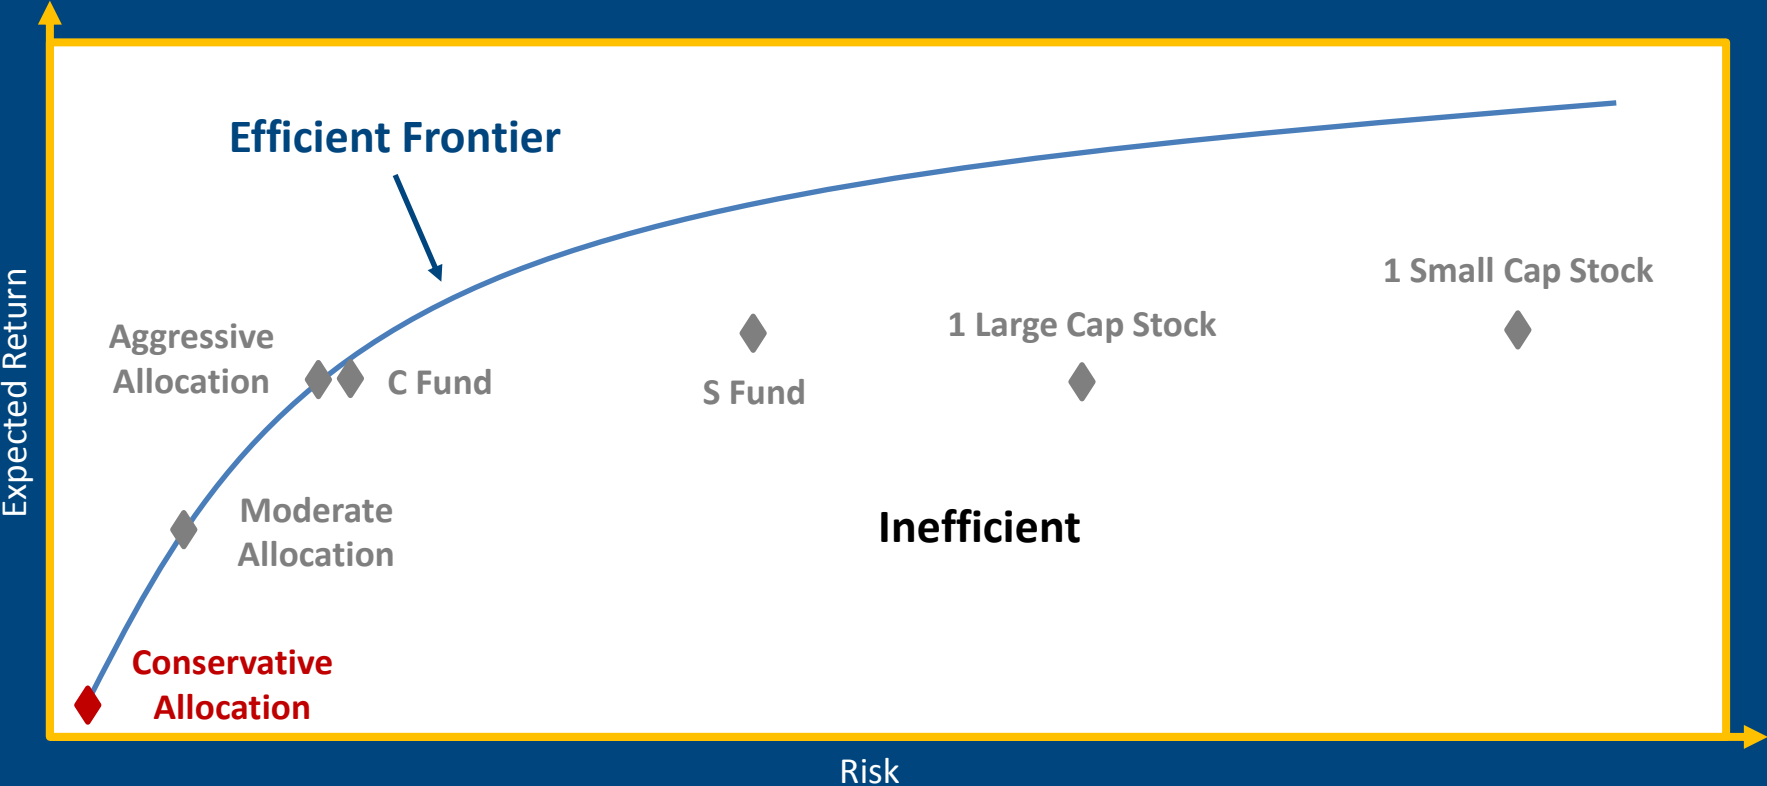 Efficient Frontier
1 Small Cap Stock
Aggressive
Allocation
C Fund
S Fund
1 Large Cap Stock
Moderate
Allocation
Inefficient
Conservative
Allocation
Expected Return
Risk